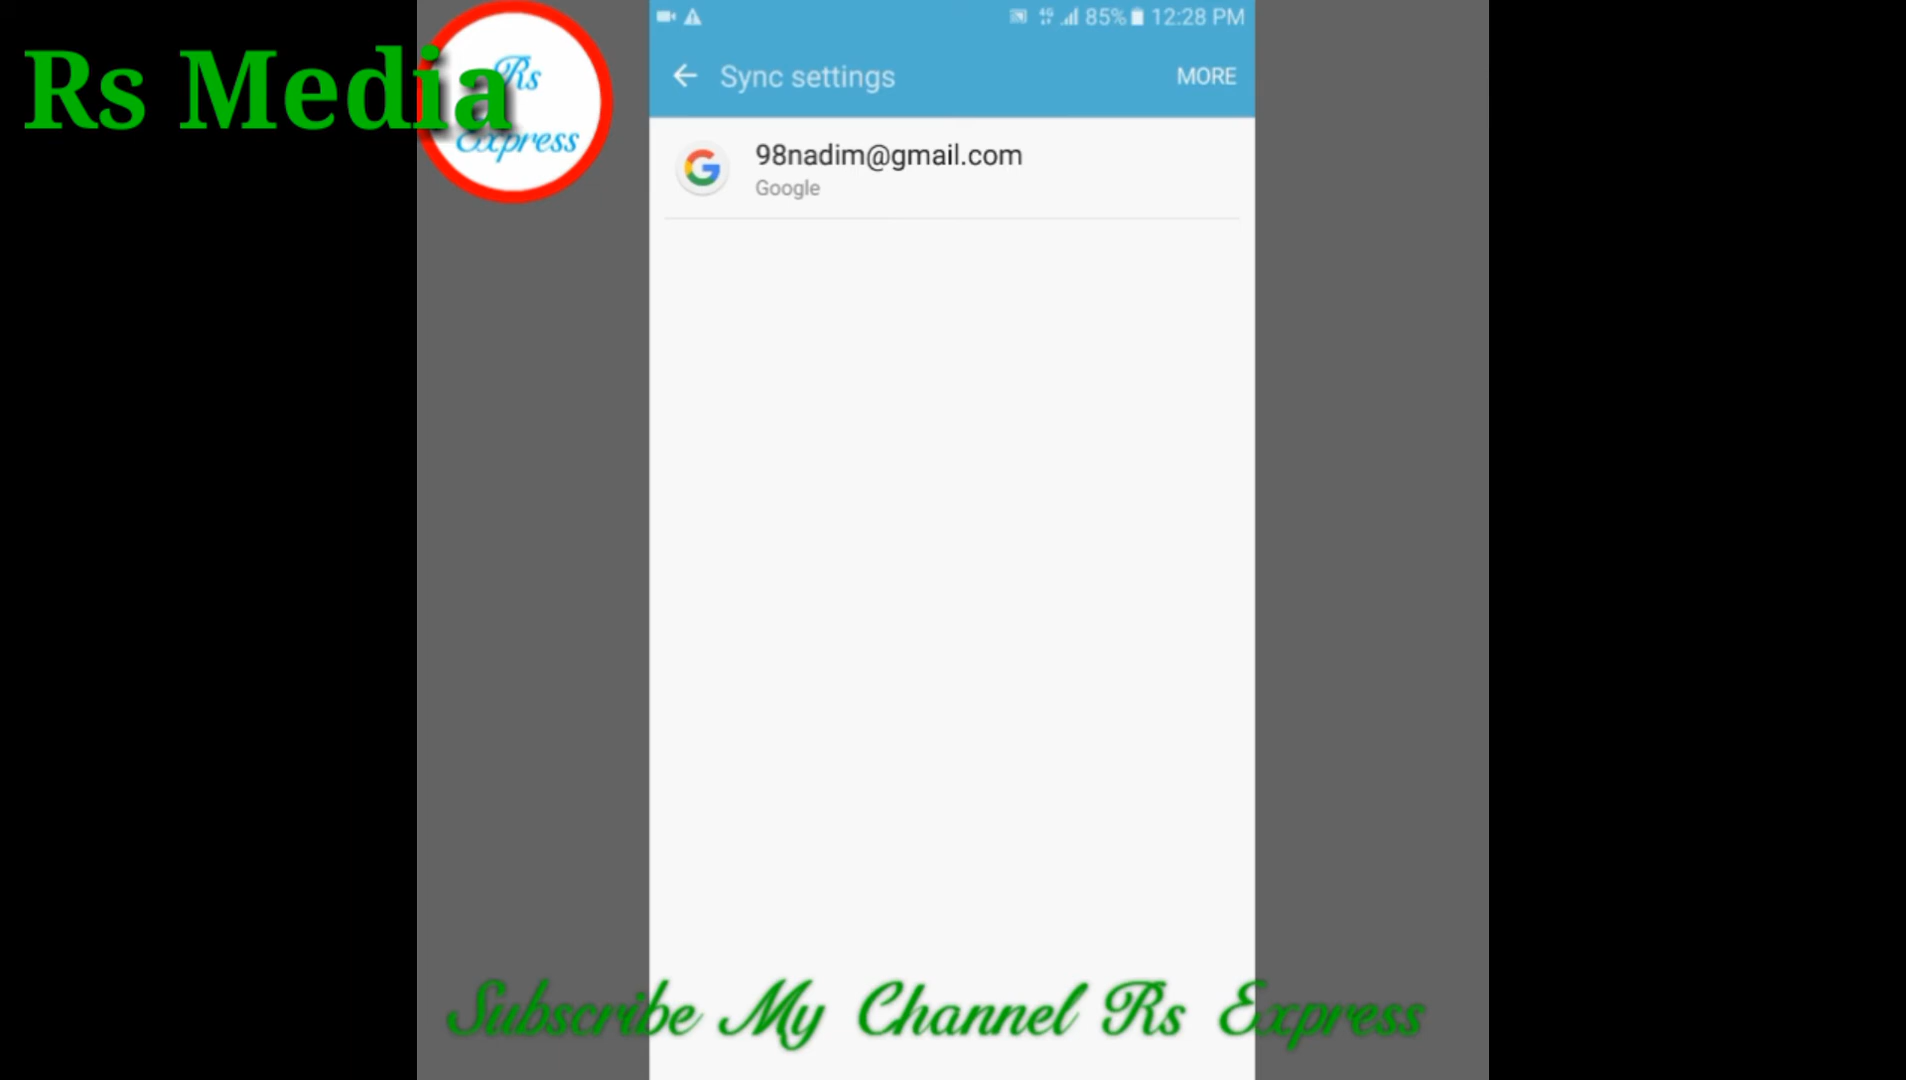 Rs Media
Rs
Express
4G 85% 12:28 PM
Sync settings
MORE
98nadim@gmail.com
Google
Subscribe My Channel Rs Express